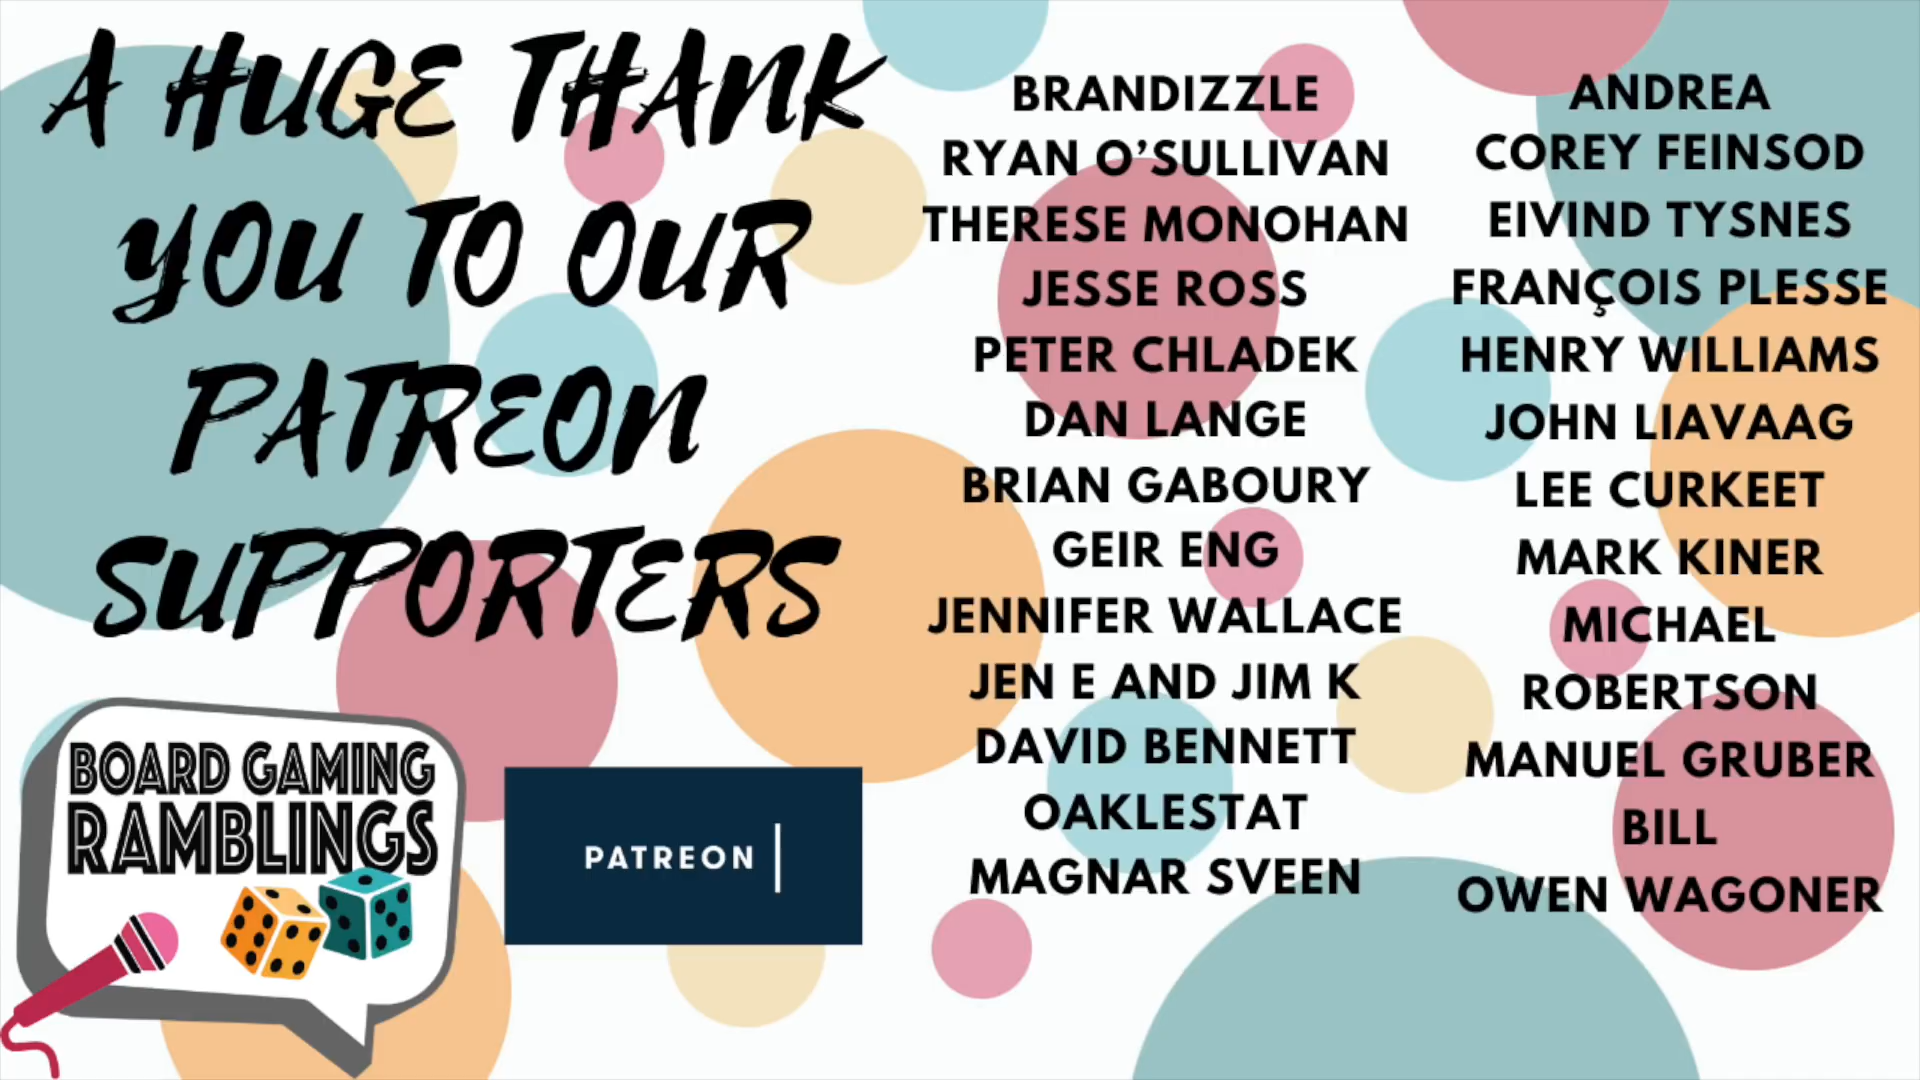 A HUGE THANK
YOU TO OUR
PATREON
SUPPORTERS
BOARD GAMING
RAMBLINGS
PATREON
BRANDIZZLE
RYAN O’SULLIVAN
THERESE MONOHAN
JESSE ROSS
PETER CHLADEK
DAN LANGE
BRIAN GABOURY
GEIR ENG
JENNIFER WALLACE
JEN E AND JIM K
DAVID BENNETT
OAKLESTAT
MAGNAR SVEEN
ANDREA
COREY FEINSOD
EIVIND TYSNES
FRANÇOIS PLESSE
HENRY WILLIAMS
JOHN LIAVAAG
LEE CURKEET
MARK KINER
MICHAEL
ROBERTSON
MANUEL GRUBER
BILL
OWEN WAGONER